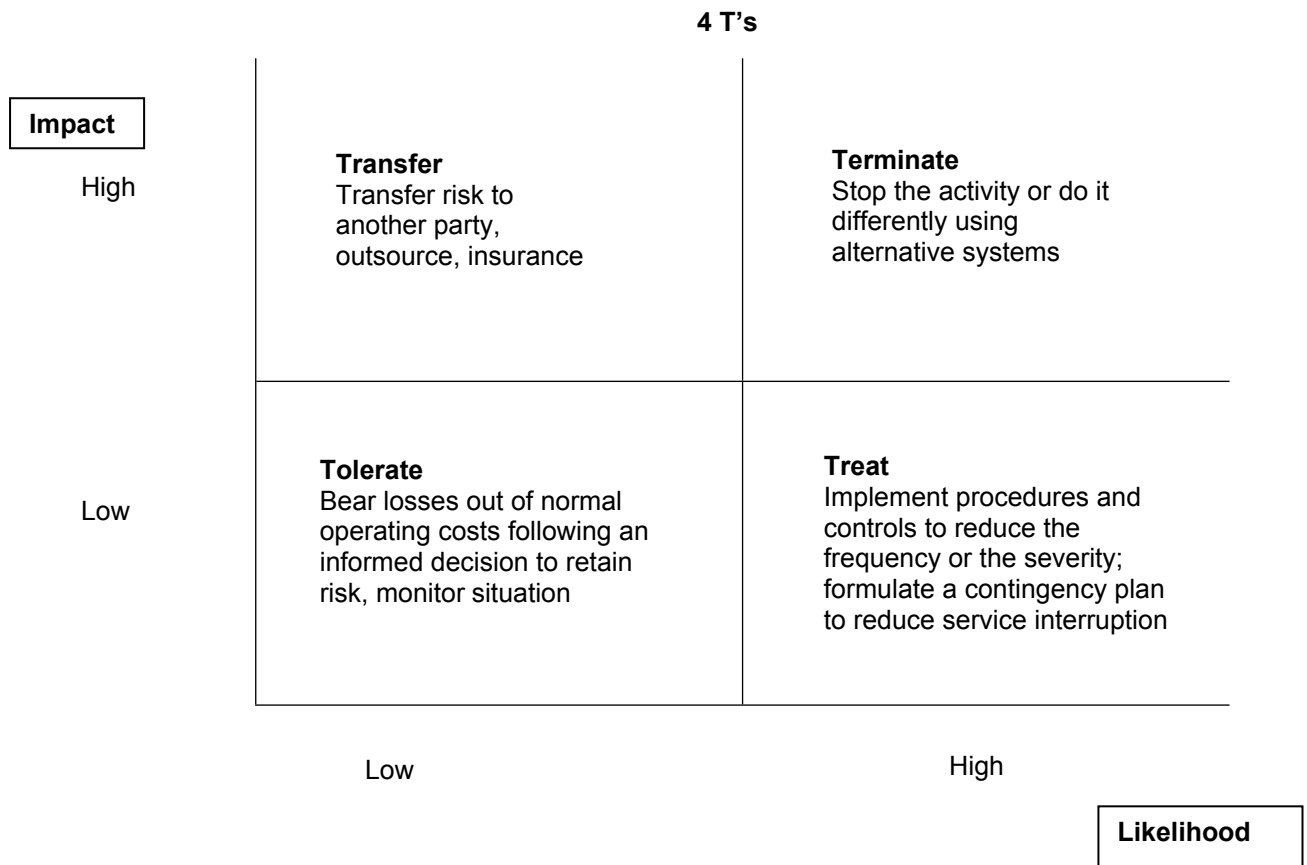 4 T’s
Impact
High
Transfer
Transfer risk to
another party,
outsource, insurance
Terminate
Stop the activity or do it
differently using
alternative systems
Low
Tolerate
Bear losses out of normal
operating costs following an
informed decision to retain
risk, monitor situation
Treat
Implement procedures and
controls to reduce the
frequency or the severity;
formulate a contingency plan
to reduce service interruption
Low
High
Likelihood